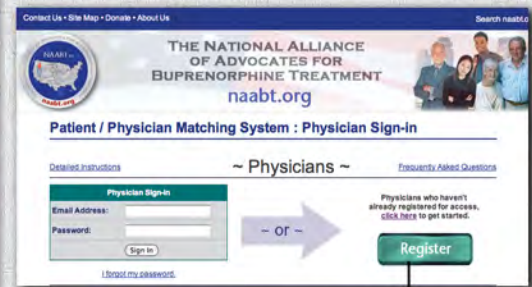 Contact Us • Site Map • Donate • About Us
Search naabt.o
NAABT
naabt.org
THE NATIONAL ALLIANCE
OF ADVOCATES FOR
BUPRENORPHINE TREATMENT
naabt.org
Patient / Physician Matching System : Physician Sign-in
Detailed Instructions
~ Physicians ~
Frequently Asked Questions
Physician Sign-in
Email Address:
Password:
Sign In
I forgot my password.
~ or ~
Physicians who haven't
already registered for access,
click here to get started.
Register